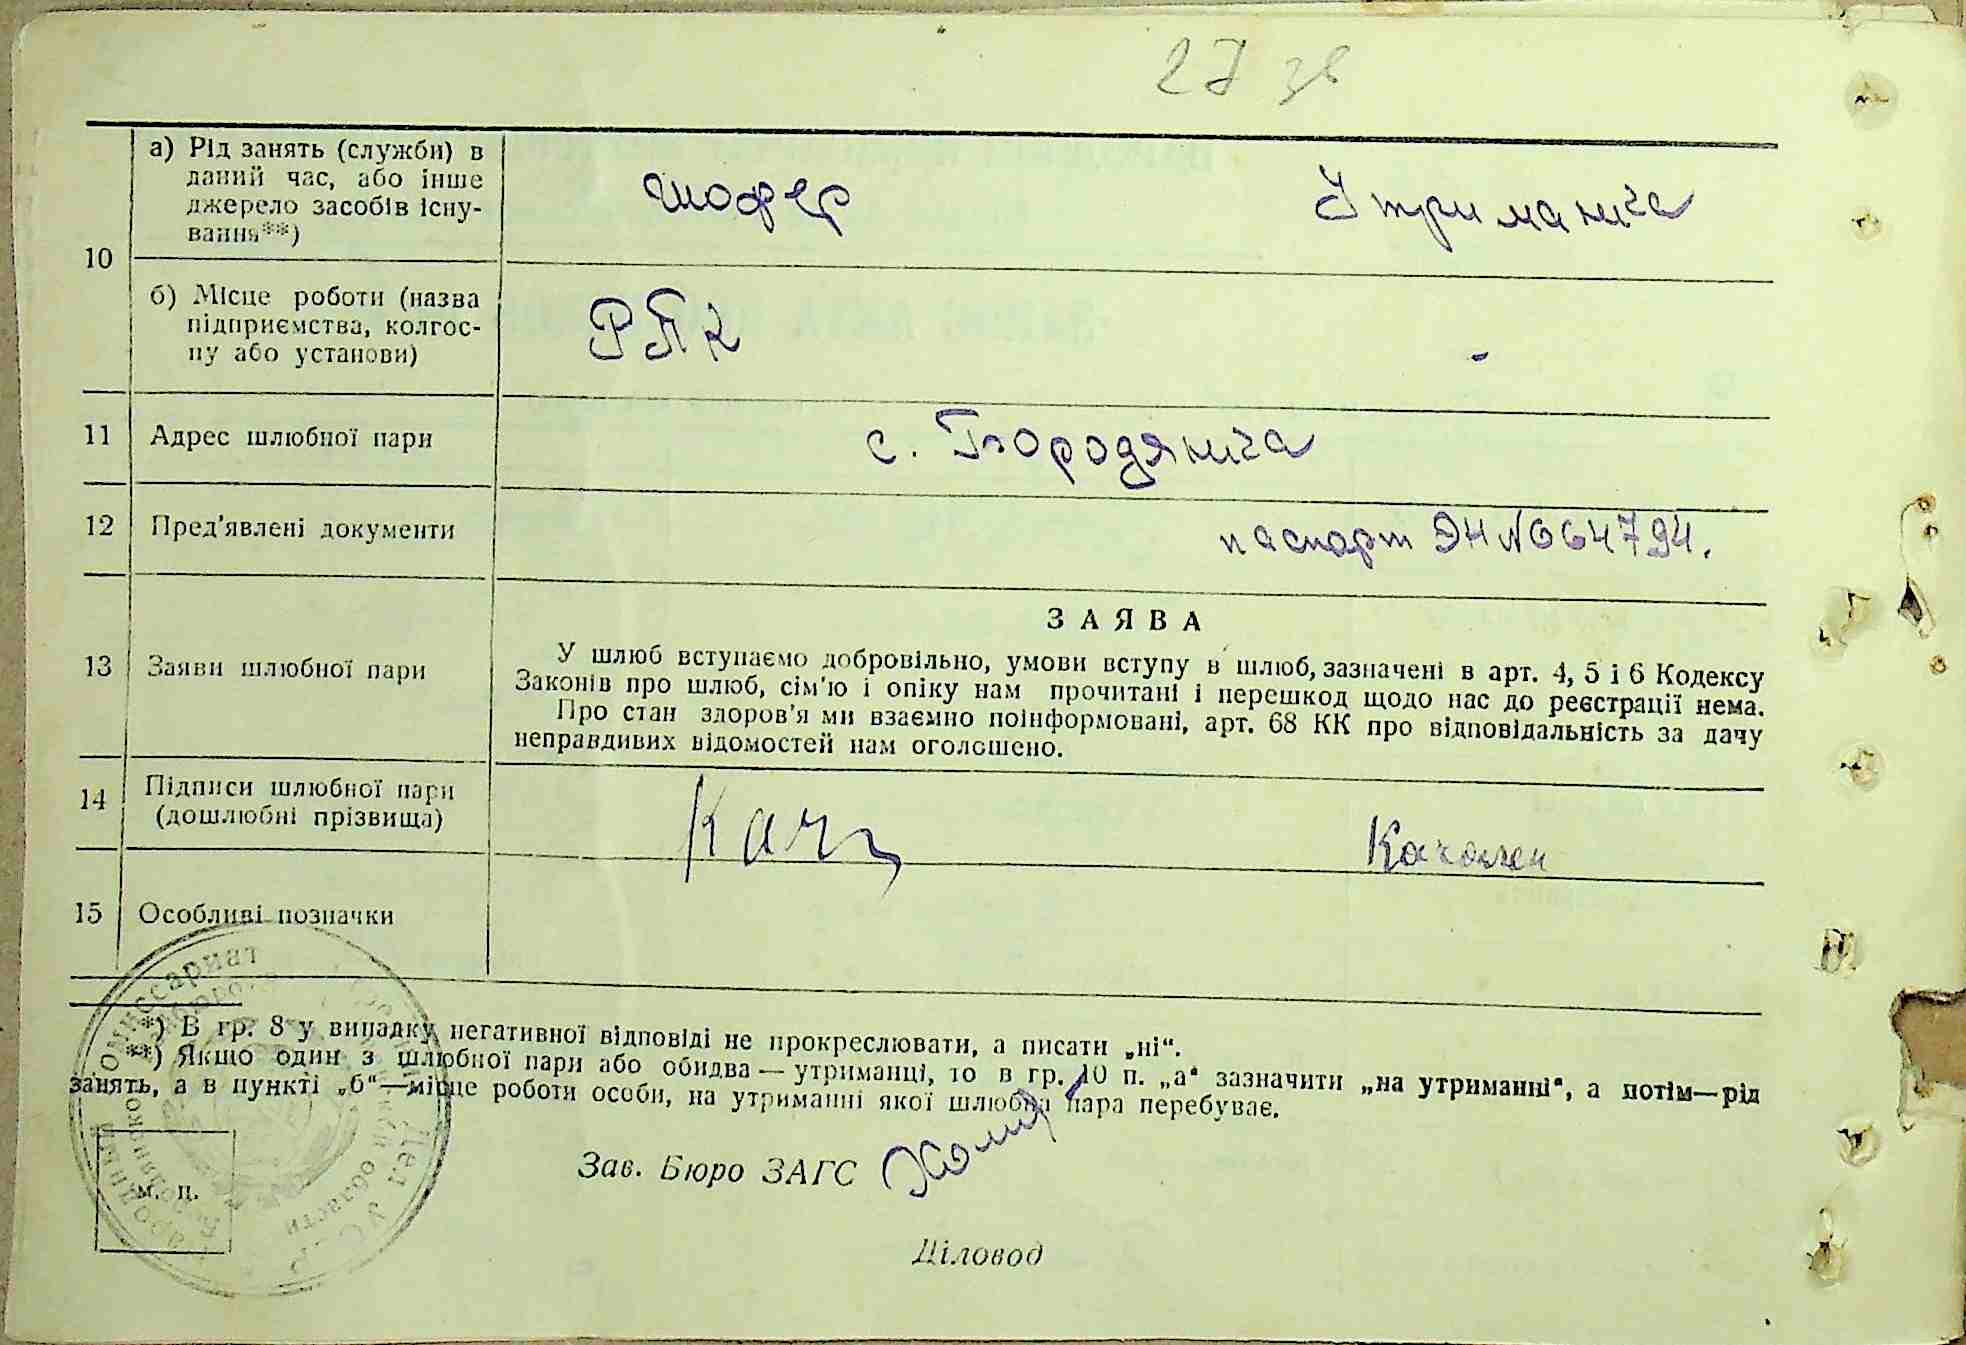 27 зв
10
а) Рід занять (служби) в
даний час, або інше
джерело засобів існу-
вання**)
шофер
Утриманка
б) Місце роботи (назва
підприємства, колгос-
пу або установи)
РПК
-
11 Адрес шлюбної пари
с. Бородянка
12 Пред'явлені документи
паспорт ЭН №664794.
13 Заяви шлюбної пари
ЗАЯВА
У шлюб вступаємо добровільно, умови вступу в шлюб, зазначені в арт. 4, 5 і 6 Кодексу
Законів про шлюб, сім'ю і опіку нам прочитані і перешкод щодо нас до реєстрації нема.
Про стан здоров'я ми взаємно поінформовані, арт. 68 КК про відповідальність за дачу
неправдивих відомостей нам оголошено.
14 Підписи шлюбної пари
(дошлюбні прізвища)
15 Особливі позначки
*) В гр. 8 у випадку негативної відповіді не прокреслювати, а писати „ні“.
**) Якщо один з шлюбної пари або обидва — утриманці, то в гр. 10 п. „а“ зазначити „на утриманні“, а потім—рід
занять, а в пункті „б“—місце роботи особи, на утриманні якої шлюбна пара перебуває.
Зав. Бюро ЗАГС
м. п.
Діловод